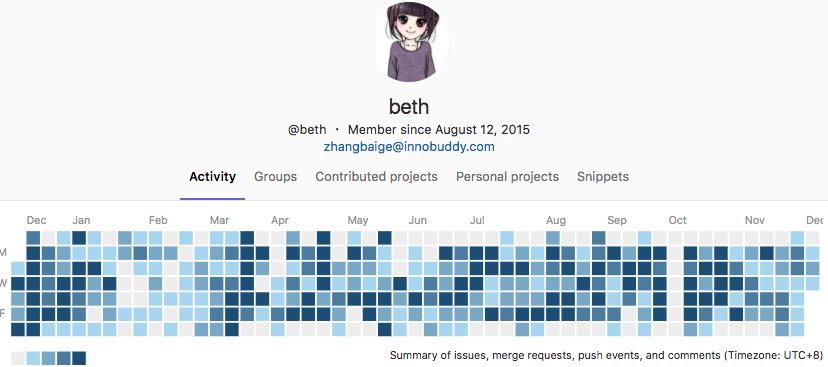 beth
@beth · Member since August 12, 2015
zhangbaige@innobuddy.com
Activity Groups Contributed projects Personal projects Snippets
Dec Jan Feb Mar Apr May Jun Jul Aug Sep Oct Nov Dec
M
W
F
Summary of issues, merge requests, push events, and comments (Timezone: UTC+8)